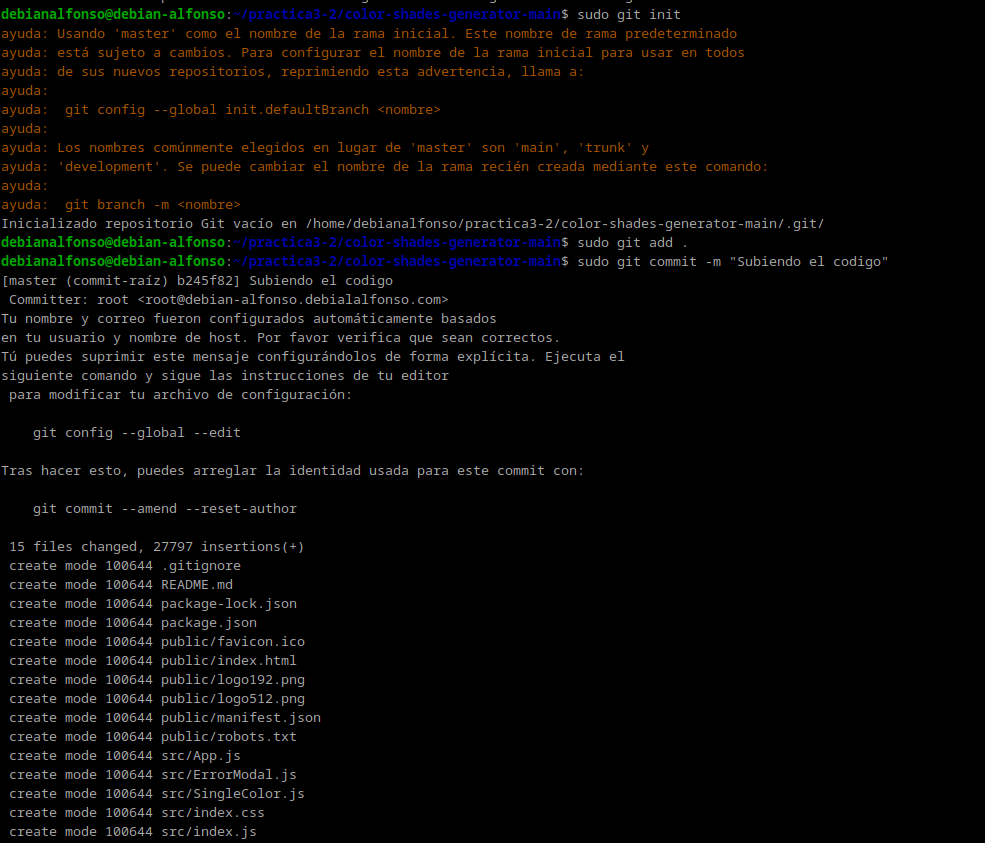 debianalfonso@debian-alfonso:~/practica3-2/color-shades-generator-main$ sudo git init
ayuda: Usando 'master' como el nombre de la rama inicial. Este nombre de rama predeterminado
ayuda: está sujeto a cambios. Para configurar el nombre de la rama inicial para usar en todos
ayuda: de sus nuevos repositorios, reprimiendo esta advertencia, llama a:
ayuda:
ayuda:  git config --global init.defaultBranch <nombre>
ayuda:
ayuda: Los nombres comúnmente elegidos en lugar de 'master' son 'main', 'trunk' y
ayuda: 'development'. Se puede cambiar el nombre de la rama recién creada mediante este comando:
ayuda:
ayuda:  git branch -m <nombre>
Inicializado repositorio Git vacío en /home/debianalfonso/practica3-2/color-shades-generator-main/.git/
debianalfonso@debian-alfonso:~/practica3-2/color-shades-generator-main$ sudo git add .
debianalfonso@debian-alfonso:~/practica3-2/color-shades-generator-main$ sudo git commit -m "Subiendo el codigo"
[master (commit-raíz) b245f82] Subiendo el codigo
 Committer: root <root@debian-alfonso.debialalfonso.com>
Tu nombre y correo fueron configurados automáticamente basados
en tu usuario y nombre de host. Por favor verifica que sean correctos.
Tú puedes suprimir este mensaje configurándolos de forma explícita. Ejecuta el
siguiente comando y sigue las instrucciones de tu editor
 para modificar tu archivo de configuración:

    git config --global --edit

Tras hacer esto, puedes arreglar la identidad usada para este commit con:

    git commit --amend --reset-author

 15 files changed, 27797 insertions(+)
 create mode 100644 .gitignore
 create mode 100644 README.md
 create mode 100644 package-lock.json
 create mode 100644 package.json
 create mode 100644 public/favicon.ico
 create mode 100644 public/index.html
 create mode 100644 public/logo192.png
 create mode 100644 public/logo512.png
 create mode 100644 public/manifest.json
 create mode 100644 public/robots.txt
 create mode 100644 src/App.js
 create mode 100644 src/ErrorModal.js
 create mode 100644 src/SingleColor.js
 create mode 100644 src/index.css
 create mode 100644 src/index.js